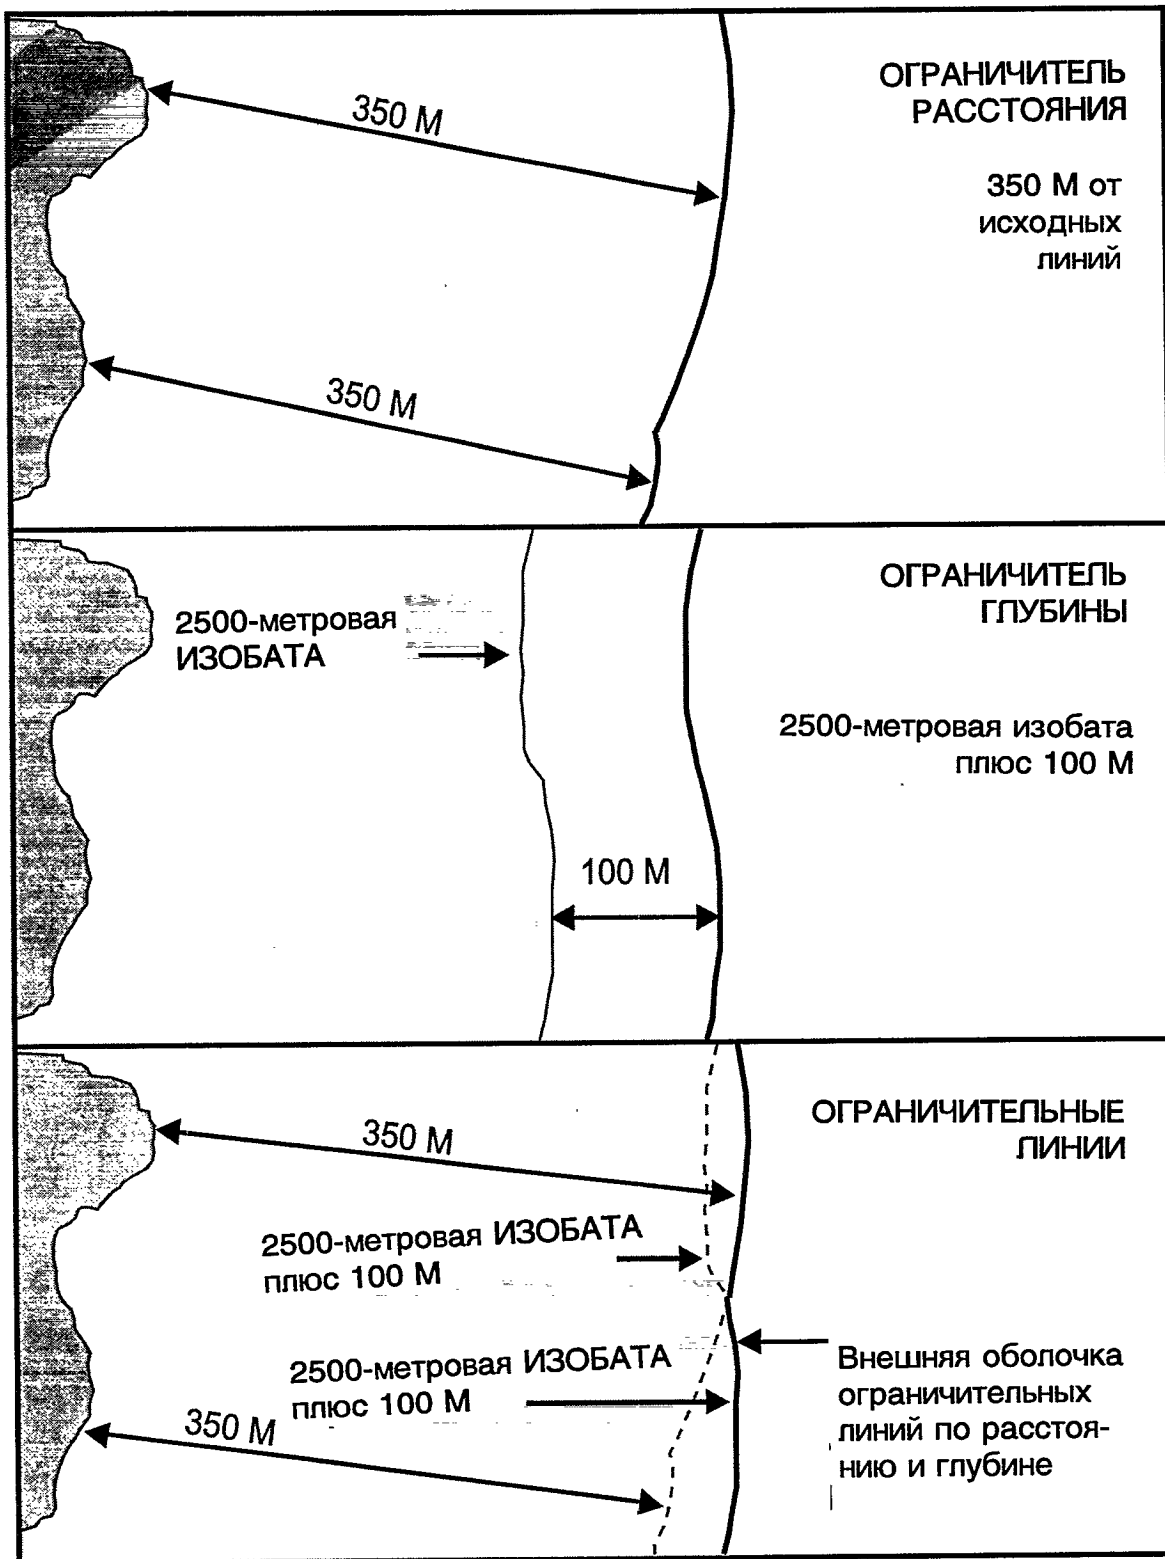 350 М
ОГРАНИЧИТЕЛЬ
РАССТОЯНИЯ
350 М от
исходных
линий
350 М
2500-метровая
ИЗОБАТА
ОГРАНИЧИТЕЛЬ
ГЛУБИНЫ
2500-метровая изобата
плюс 100 М
100 М
350 М
ОГРАНИЧИТЕЛЬНЫЕ
ЛИНИИ
2500-метровая ИЗОБАТА
плюс 100 М
2500-метровая ИЗОБАТА
плюс 100 М
350 М
Внешняя оболочка
ограничительных
линий по расстоя-
нию и глубине